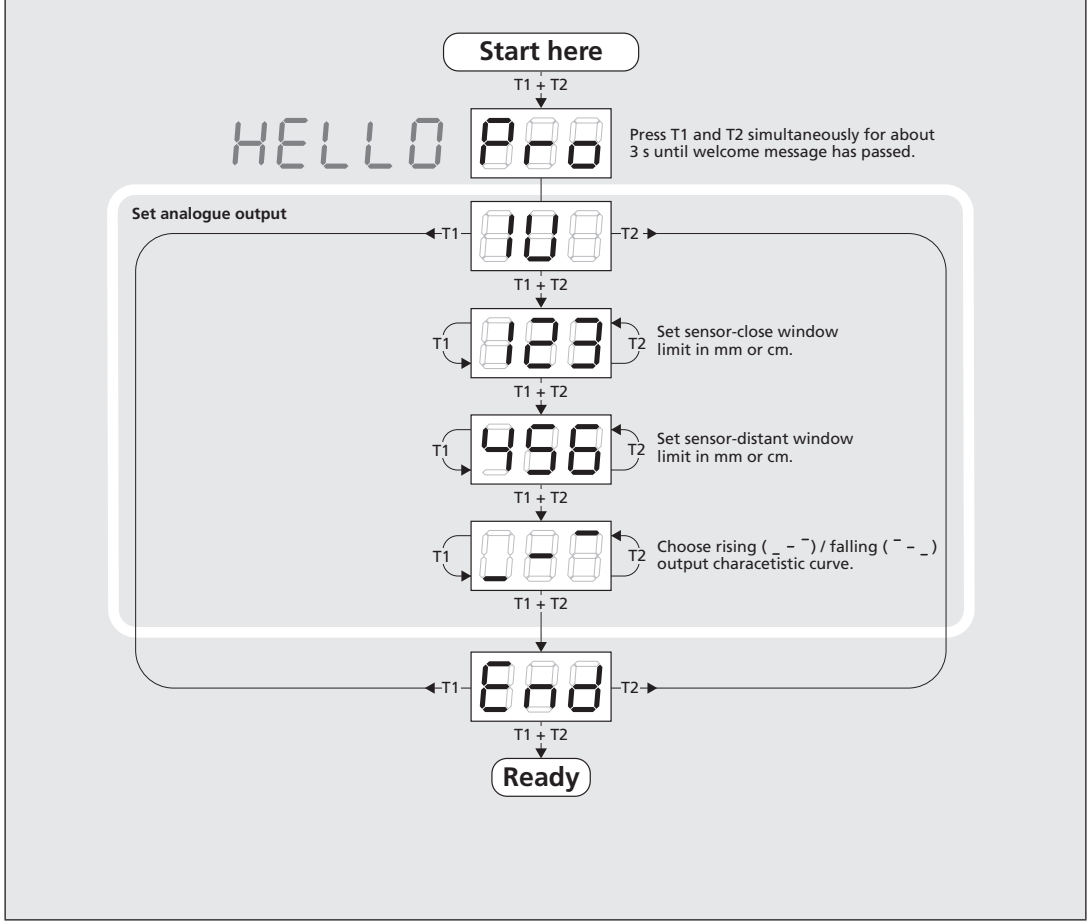 Start here
T1 + T2
HELLO Pro
Press T1 and T2 simultaneously for about
3 s until welcome message has passed.
Set analogue output
T1 IU T2
T1 + T2
T1 123 T2
Set sensor-close window
limit in mm or cm.
T1 + T2
T1 456 T2
Set sensor-distant window
limit in mm or cm.
T1 + T2
T1 _ - ¯ T2
Choose rising ( _ - ¯ ) / falling ( ¯ - _ )
output characetistic curve.
T1 + T2
T1 End T2
T1 + T2
Ready